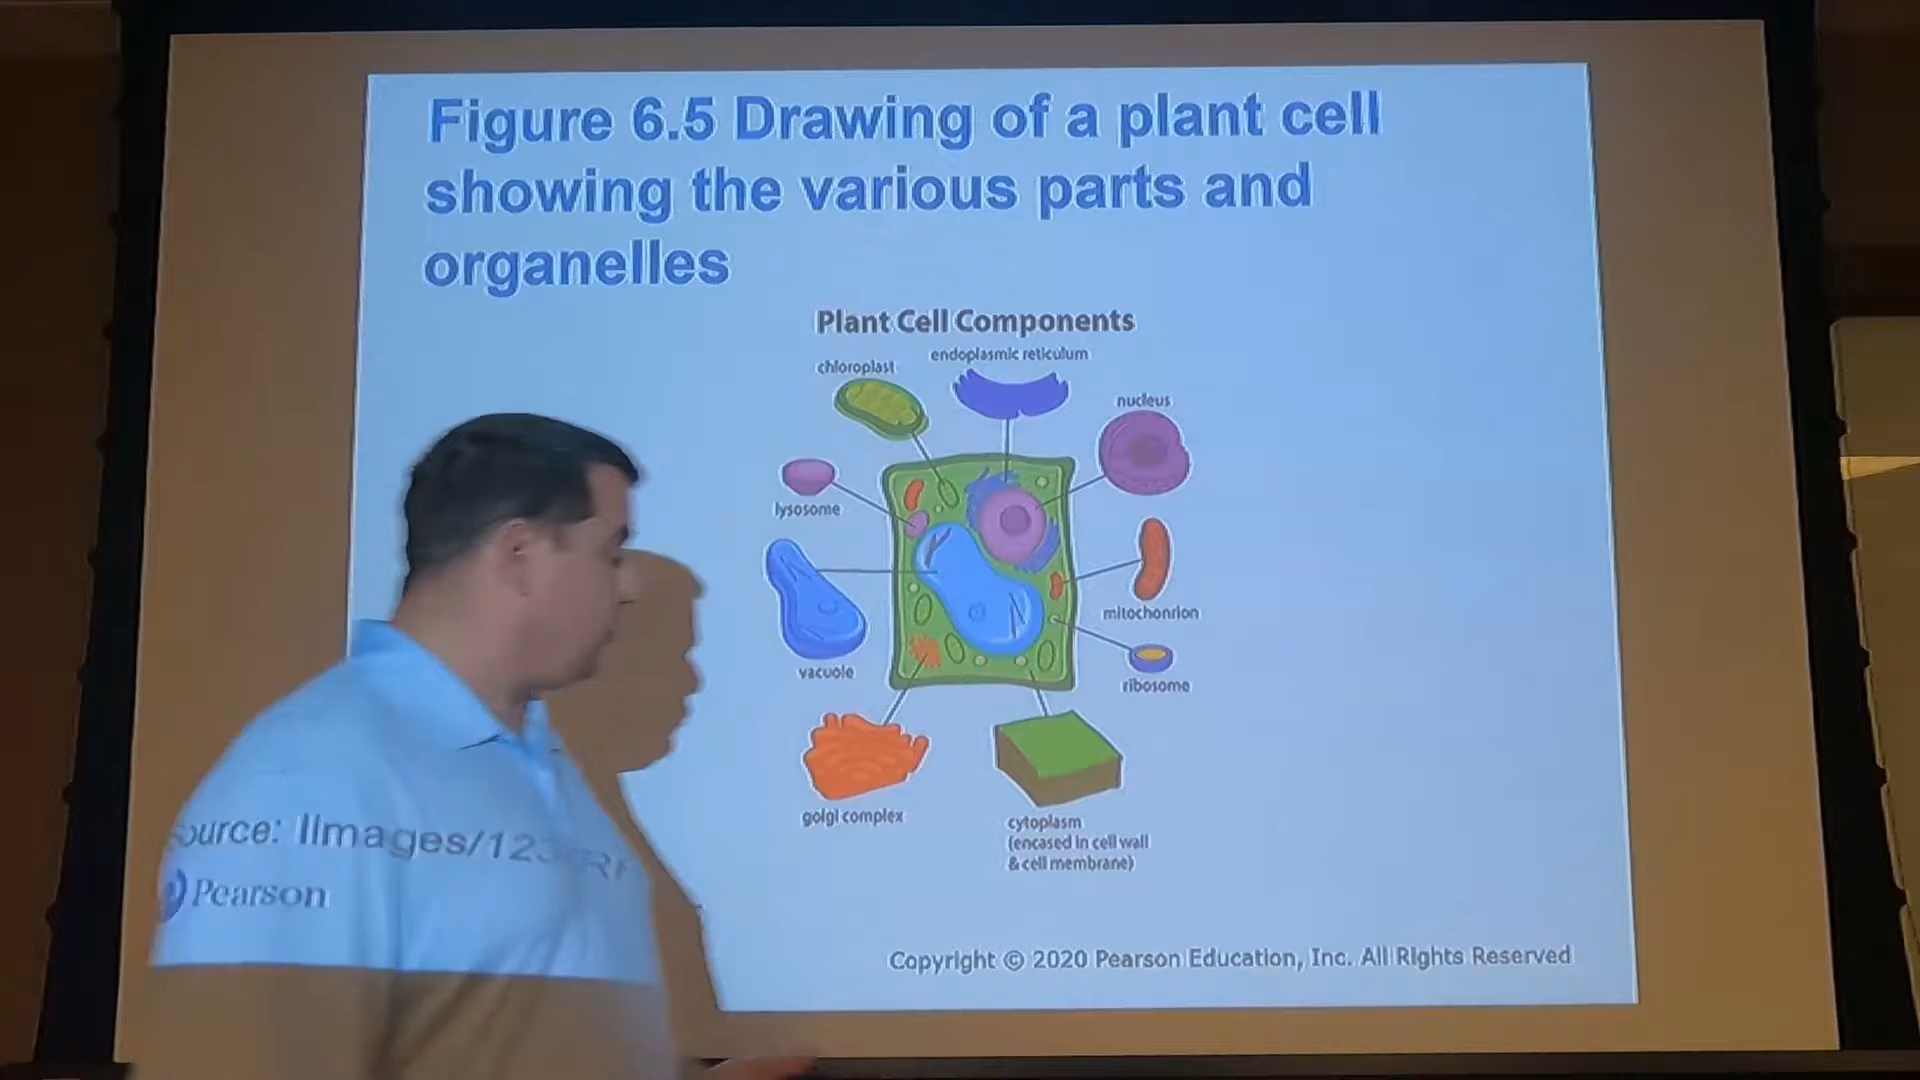 Figure 6.5 Drawing of a plant cell
showing the various parts and
organelles
Plant Cell Components
chloroplast
endoplasmic reticulum
nucleus
lysosome
mitochonrion
vacuole
ribosome
golgi complex
cytoplasm
(encased in cell wall
& cell membrane)
ource: IImages/123RF
Pearson
Copyright © 2020 Pearson Education, Inc. All Rights Reserved